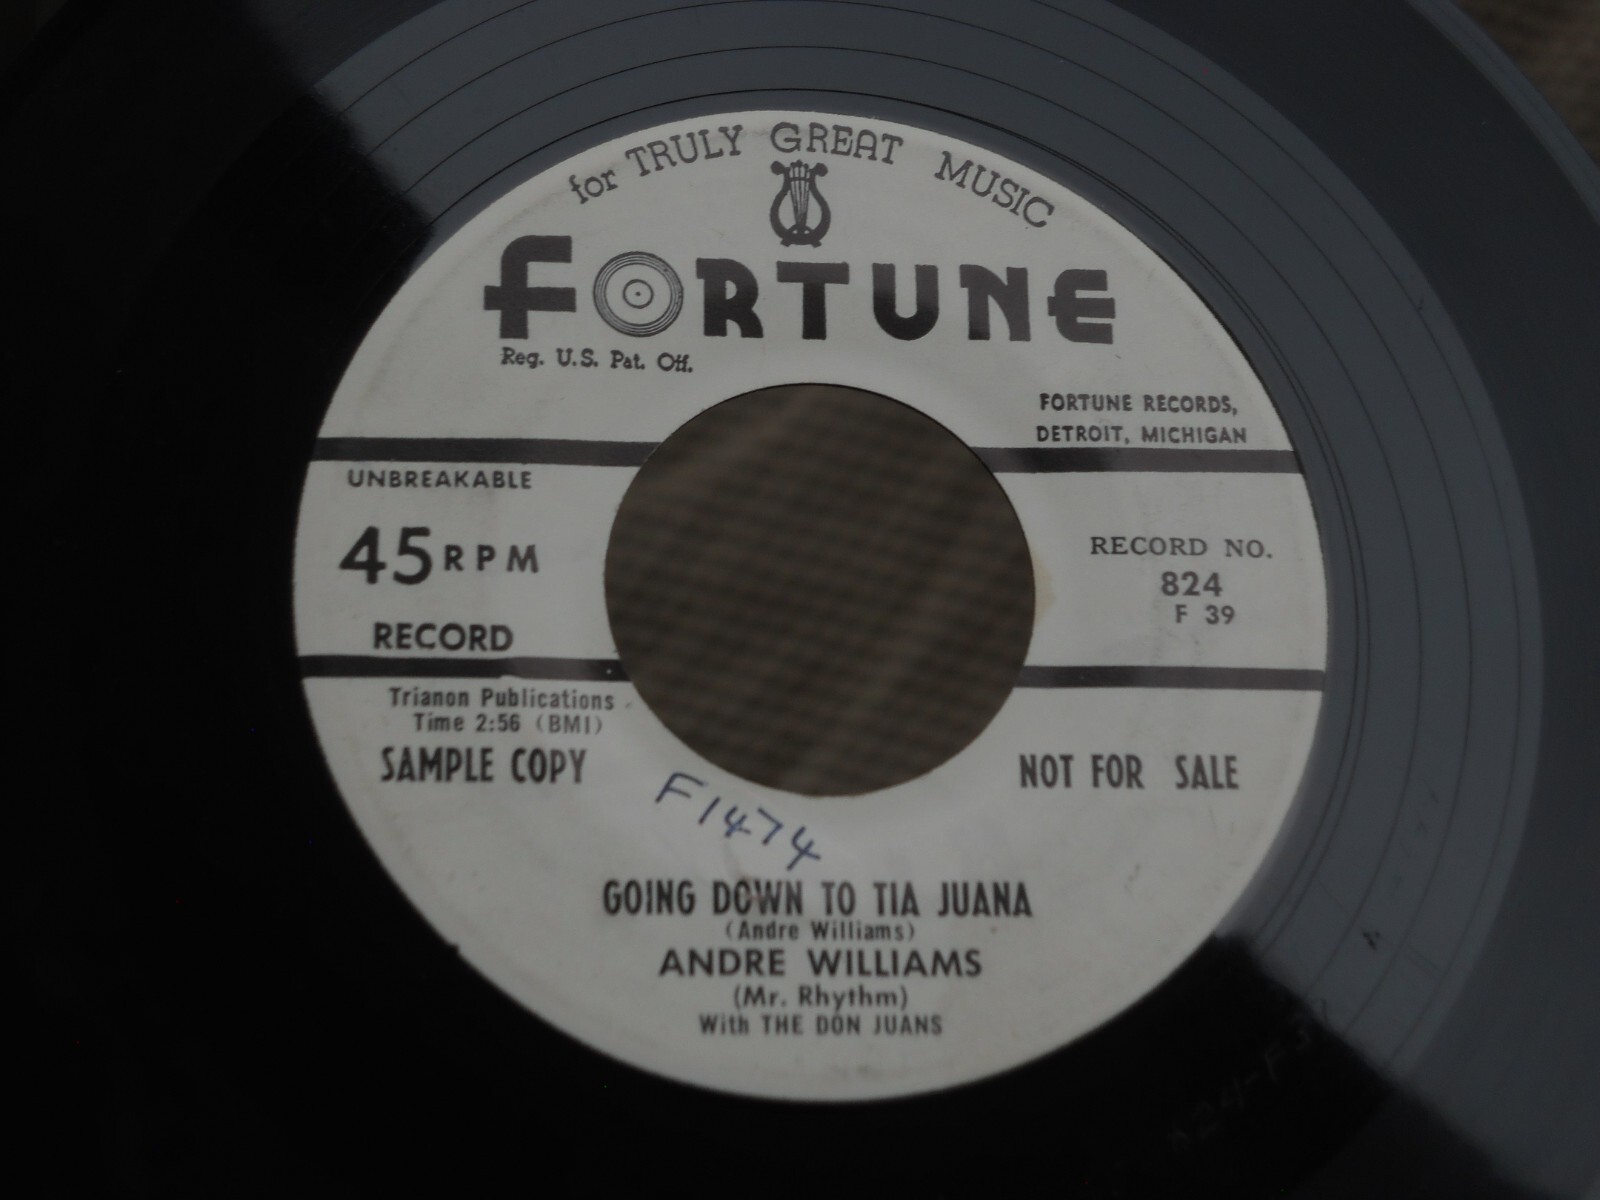 for TRULY GREAT MUSIC
FORTUNE
Reg. U.S. Pat. Off.
FORTUNE RECORDS,
DETROIT, MICHIGAN
UNBREAKABLE
45 RPM
RECORD
RECORD NO.
824
F 39
Trianon Publications
Time 2:56 (BMI)
SAMPLE COPY
NOT FOR SALE
F1474
GOING DOWN TO TIA JUANA
(Andre Williams)
ANDRE WILLIAMS
(Mr. Rhythm)
With THE DON JUANS